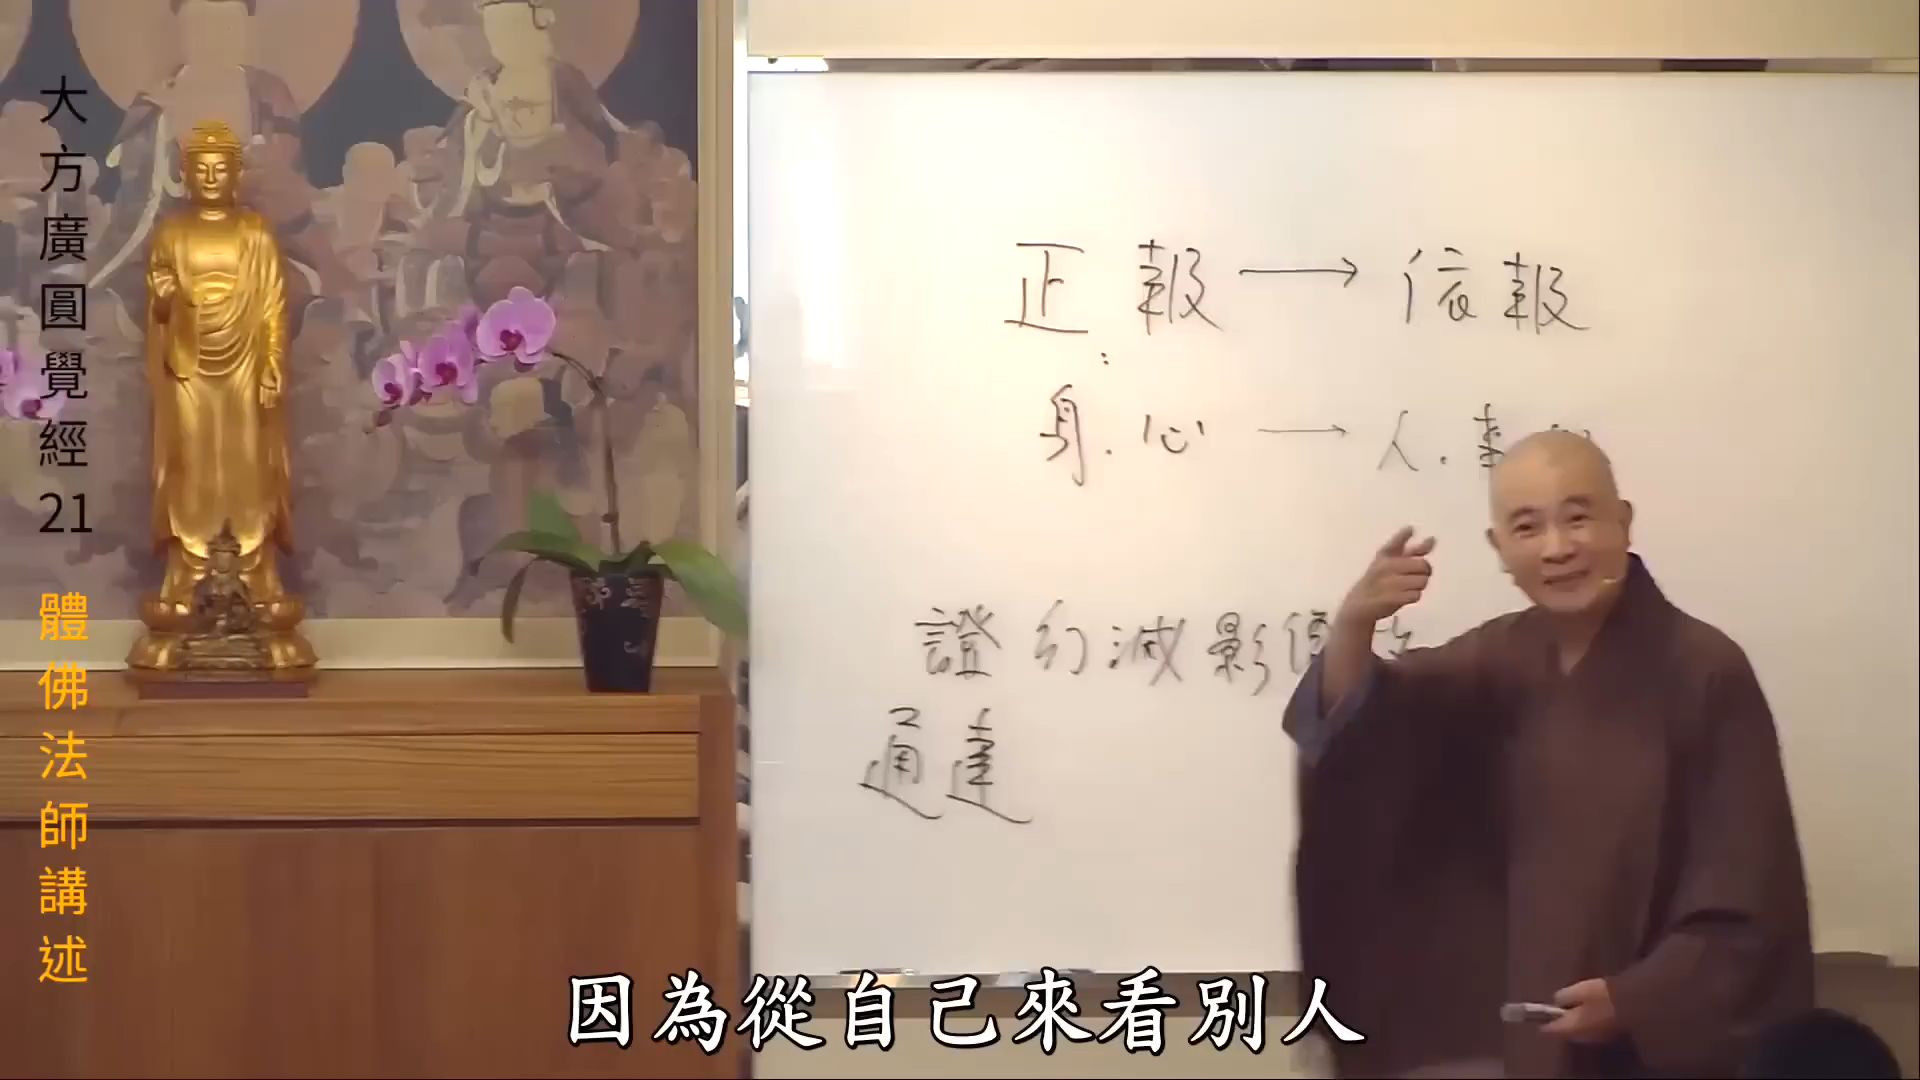 大方廣圓覺經21 體佛法師講述
正報→依報
身.心→人.事
證幻滅影
通達
因為從自己來看別人